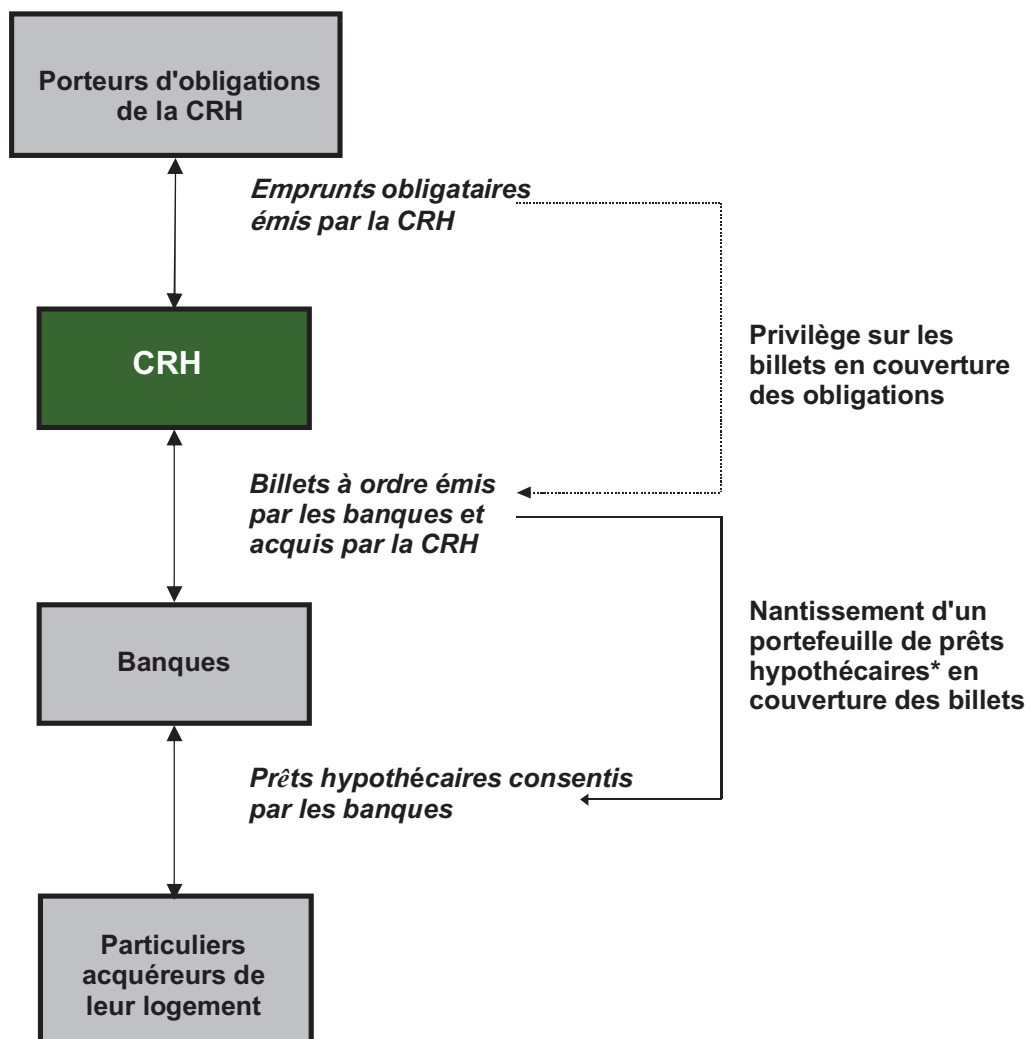 Porteurs d'obligations
de la CRH
Emprunts obligataires
émis par la CRH
CRH
Privilège sur les
billets en couverture
des obligations
Billets à ordre émis
par les banques et
acquis par la CRH
Banques
Nantissement d'un
portefeuille de prêts
hypothécaires* en
couverture des billets
Prêts hypothécaires consentis
par les banques
Particuliers
acquéreurs de
leur logement